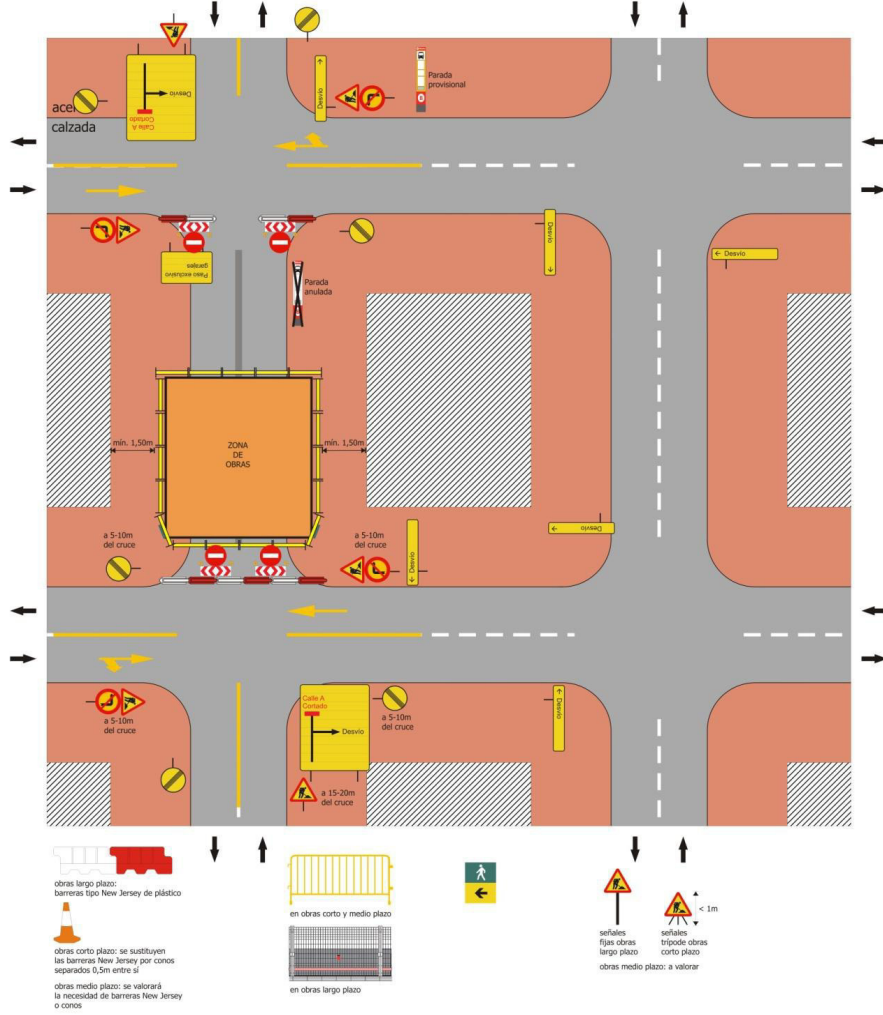 Calle A
Cortado
Desvío
Desvío
Parada
provisional
acera
calzada
Paso exclusivo
garajes
Parada
anulada
Desvío
Desvío
mín. 1,50m
ZONA
DE
OBRAS
mín. 1,50m
a 5-10m
del cruce
a 5-10m
del cruce
Desvío
Desvío
Calle A
Cortado
Desvío
a 5-10m
del cruce
a 5-10m
del cruce
Desvío
a 15-20m
del cruce
obras largo plazo:
barreras tipo New Jersey de plástico
obras corto plazo: se sustituyen
las barreras New Jersey por conos
separados 0,5m entre sí
obras medio plazo: se valorará
la necesidad de barreras New Jersey
o conos
en obras corto y medio plazo
en obras largo plazo
señales
fijas obras
largo plazo
< 1m
señales
trípode obras
corto plazo
obras medio plazo: a valorar